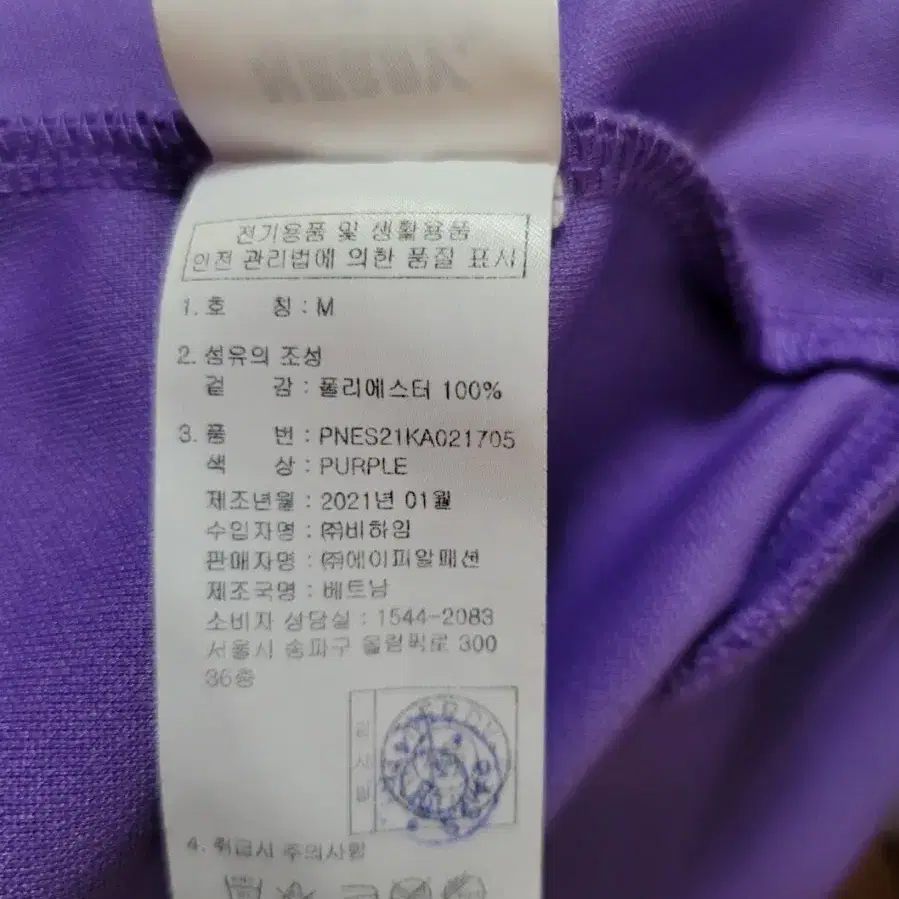 전기용품 및 생활용품
안전 관리법에 의한 품질 표시
1. 호 칭 : M
2. 섬유의 조성
겉 감 : 폴리에스터 100%
3. 품 번 : PNES21KA021705
색 상 : PURPLE
제조년월 : 2021년 01월
수입자명 : ㈜비하임
판매자명 : ㈜에이피알패션
제조국명 : 베트남
소비자 상담실 : 1544-2083
서울시 송파구 올림픽로 300
36층
4. 취급시 주의사항